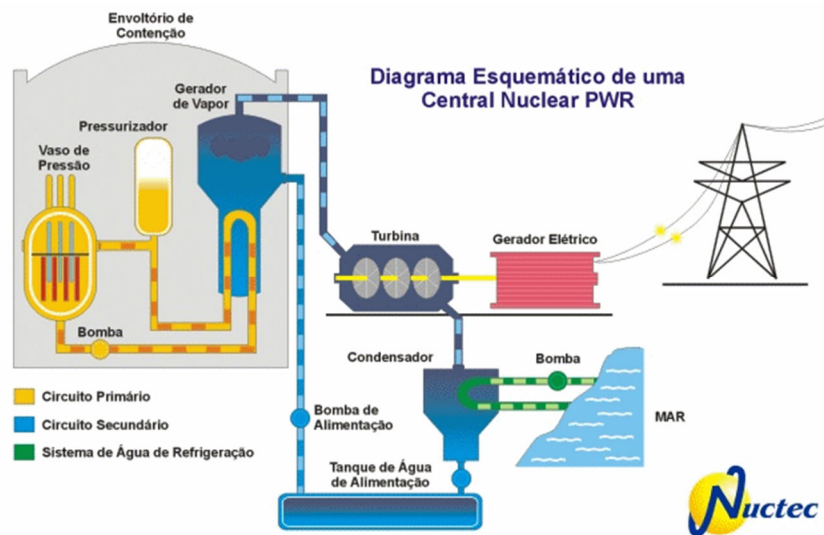 Envoltório de
Contenção
Diagrama Esquemático de uma
Central Nuclear PWR
Gerador
de Vapor
Pressurizador
Vaso de
Pressão
Turbina
Gerador Elétrico
Bomba
Condensador
Bomba
MAR
Circuito Primário
Circuito Secundário
Sistema de Água de Refrigeração
Bomba de
Alimentação
Tanque de Água
de Alimentação
Nuctec